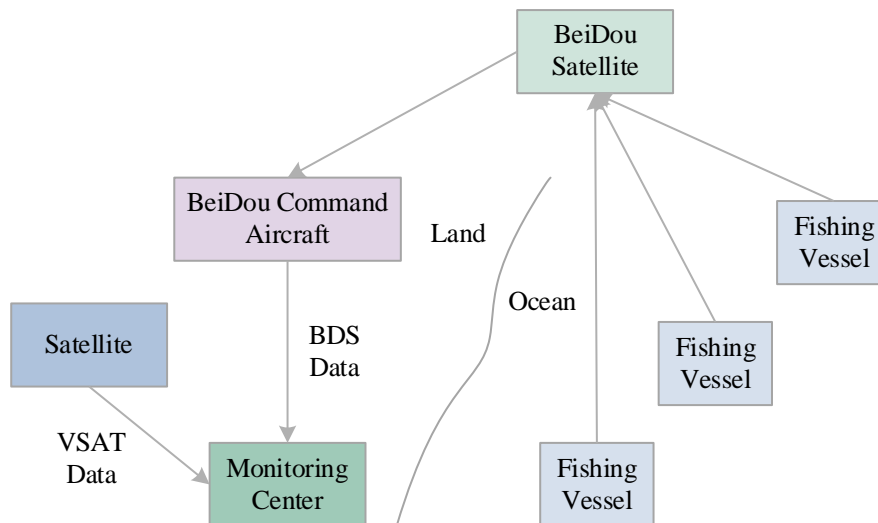 BeiDou
Satellite
BeiDou Command
Aircraft
Land
Fishing
Vessel
Ocean
Satellite
BDS
Data
Fishing
Vessel
VSAT
Data
Monitoring
Center
Fishing
Vessel